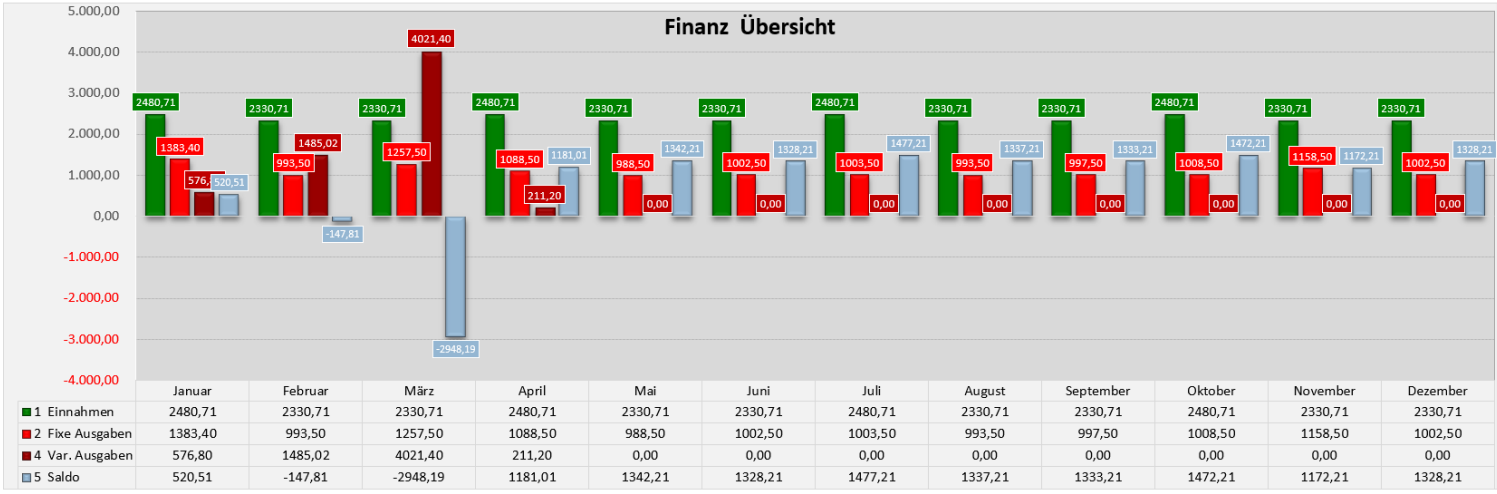 Finanz Übersicht
5.000,00
4.000,00
3.000,00
2.000,00
1.000,00
0,00
-1.000,00
-2.000,00
-3.000,00
-4.000,00
2480,71 1383,40 576, 520,51
2330,71 993,50 1485,02 -147,81
2330,71 1257,50 4021,40 -2948,19
2480,71 1088,50 211,20 1181,01
2330,71 988,50 0,00 1342,21
2330,71 1002,50 0,00 1328,21
2480,71 1003,50 0,00 1477,21
2330,71 993,50 0,00 1337,21
2330,71 997,50 0,00 1333,21
2480,71 1008,50 0,00 1472,21
2330,71 1158,50 0,00 1172,21
2330,71 1002,50 0,00 1328,21
Januar Februar März April Mai Juni Juli August September Oktober November Dezember
1 Einnahmen 2480,71 2330,71 2330,71 2480,71 2330,71 2330,71 2480,71 2330,71 2330,71 2480,71 2330,71 2330,71
2 Fixe Ausgaben 1383,40 993,50 1257,50 1088,50 988,50 1002,50 1003,50 993,50 997,50 1008,50 1158,50 1002,50
4 Var. Ausgaben 576,80 1485,02 4021,40 211,20 0,00 0,00 0,00 0,00 0,00 0,00 0,00 0,00
5 Saldo 520,51 -147,81 -2948,19 1181,01 1342,21 1328,21 1477,21 1337,21 1333,21 1472,21 1172,21 1328,21